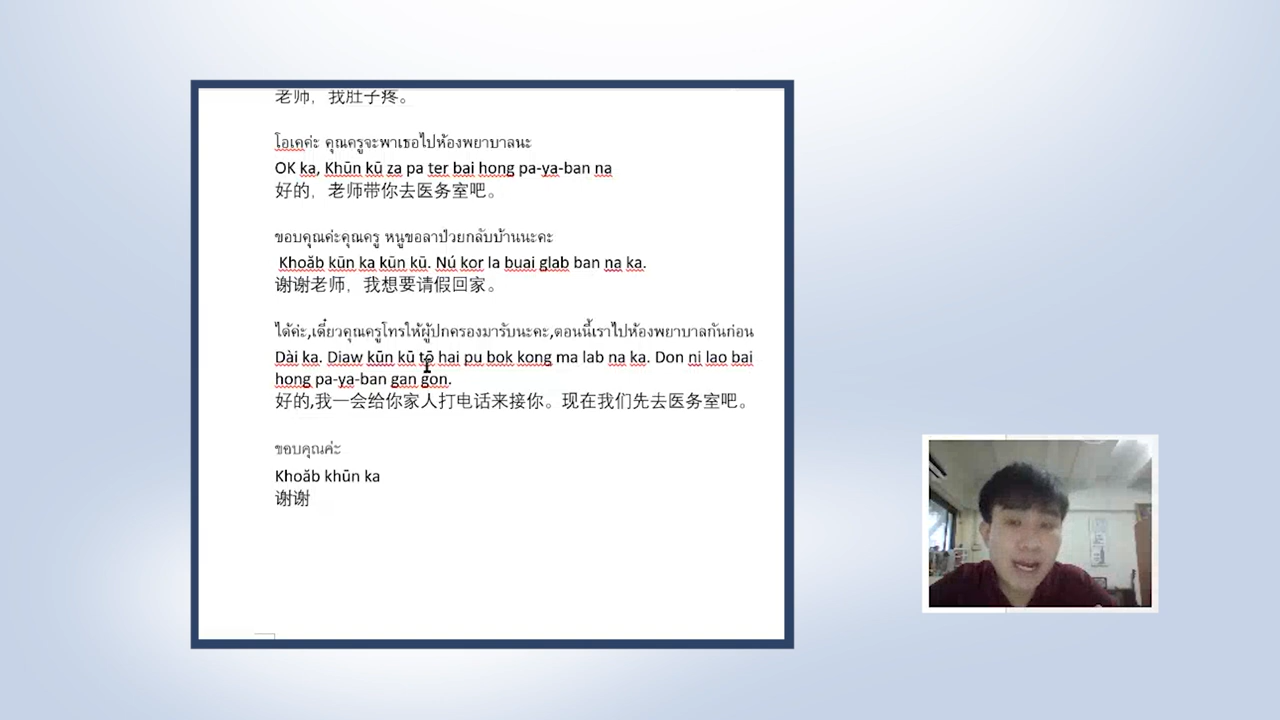 老师，我肚子疼。
โอเคค่ะ คุณครูจะพาเธอไปห้องพยาบาลนะ
OK ka, Khūn kū za pa ter bai hong pa-ya-ban na
好的，老师带你去医务室吧。
ขอบคุณค่ะคุณครู หนูขอลาป่วยกลับบ้านนะคะ
Khoăb kūn ka kūn kū. Nú kor la buai glab ban na ka.
谢谢老师，我想要请假回家。
ได้ค่ะ,เดี๋ยวคุณครูโทรให้ผู้ปกครองมารับนะคะ,ตอนนี้เราไปห้องพยาบาลกันก่อน
Dài ka. Diaw kūn kū tō hai pu bok kong ma lab na ka. Don ni lao bai
hong pa-ya-ban gan gon.
好的,我一会给你家人打电话来接你。现在我们先去医务室吧。
ขอบคุณค่ะ
Khoăb khūn ka
谢谢